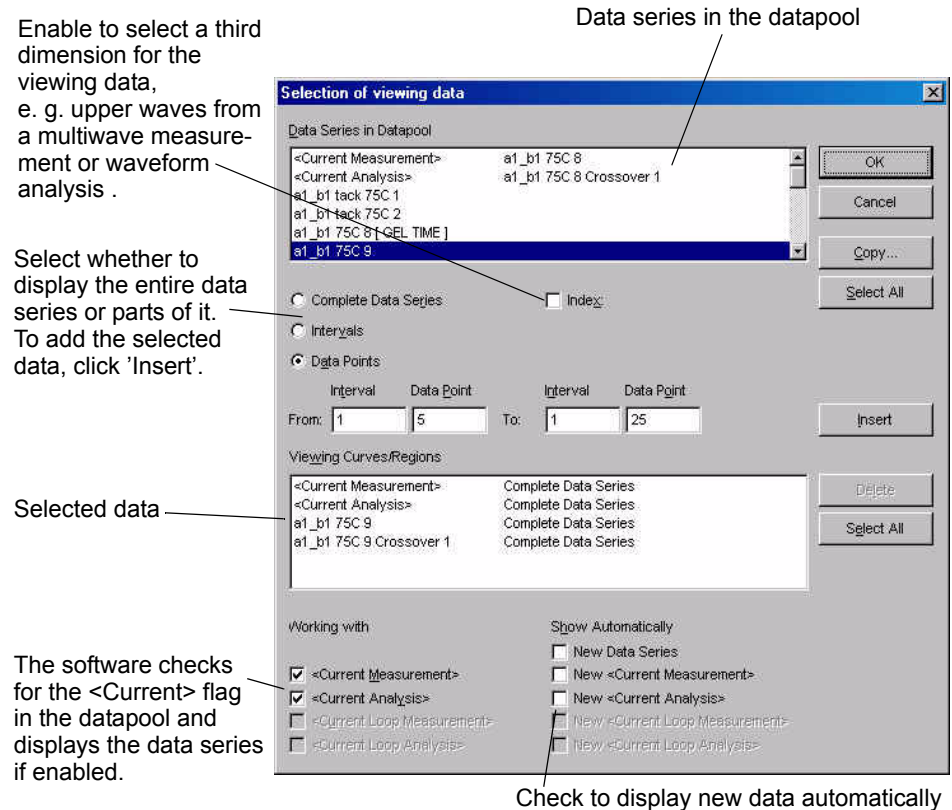 Data series in the datapool
Enable to select a third
dimension for the
viewing data,
e. g. upper waves from
a multiwave measure-
ment or waveform
analysis .
Select whether to
display the entire data
series or parts of it.
To add the selected
data, click ’Insert’.
Selected data
The software checks
for the <Current> flag
in the datapool and
displays the data series
if enabled.
Selection of viewing data
Data Series in Datapool
<Current Measurement> a1_b1 75C 8
<Current Analysis> a1_b1 75C 8 Crossover 1
a1_b1 tack 75C 1
a1_b1 tack 75C 2
a1_b1 75C 8 [ GEL TIME ]
a1_b1 75C 9
OK
Cancel
Copy...
Select All
Complete Data Series
Index:
Intervals
Data Points
Interval Data Point Interval Data Point
From: 1 5 To: 1 25
Insert
Viewing Curves/Regions
<Current Measurement> Complete Data Series
<Current Analysis> Complete Data Series
a1_b1 75C 9 Complete Data Series
a1_b1 75C 9 Crossover 1 Complete Data Series
Delete
Select All
Working with Show Automatically
New Data Series
<Current Measurement> New <Current Measurement>
<Current Analysis> New <Current Analysis>
<Current Loop Measurement> New <Current Loop Measurement>
<Current Loop Analysis> New <Current Loop Analysis>
Check to display new data automatically